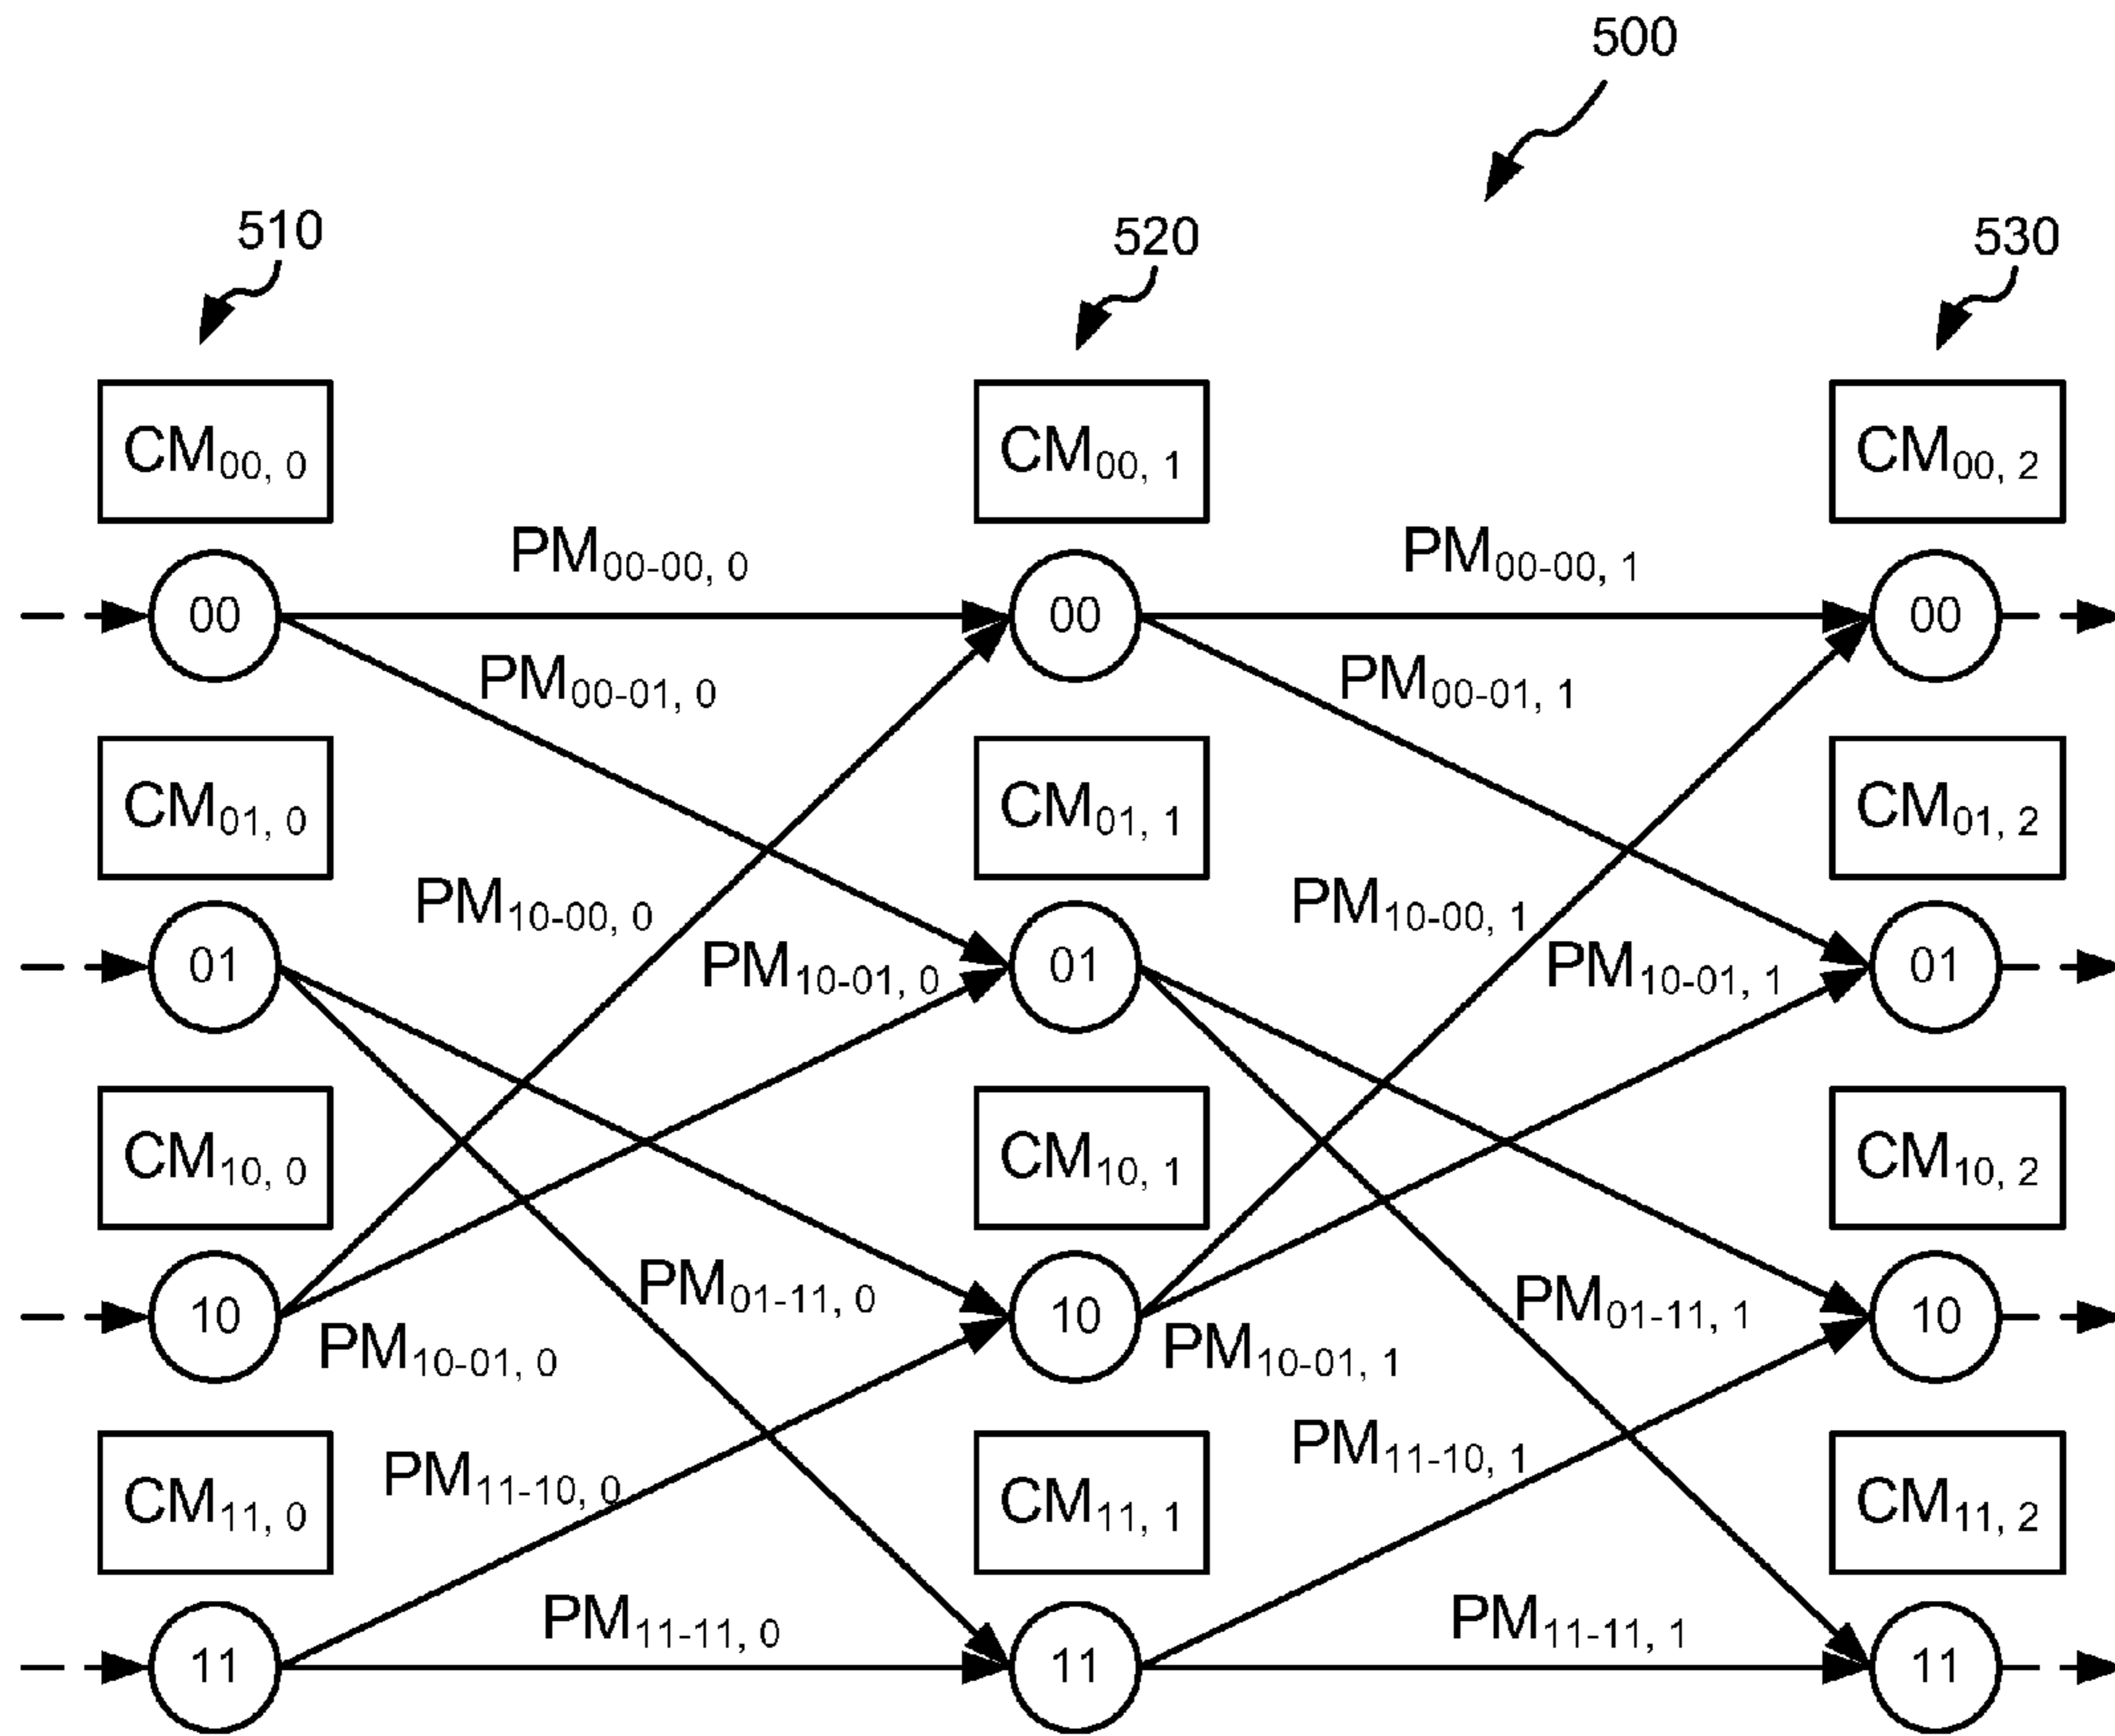 500
510
520
530
CM00, 0
CM00, 1
CM00, 2
PM00-00, 0
PM00-00, 1
00
00
00
PM00-01, 0
PM00-01, 1
CM01, 0
CM01, 1
CM01, 2
PM10-00, 0
PM10-00, 1
01
PM10-01, 0
01
PM10-01, 1
01
CM10, 0
CM10, 1
CM10, 2
PM01-11, 0
PM01-11, 1
10
10
10
PM10-01, 0
PM10-01, 1
PM11-10, 0
PM11-10, 1
CM11, 0
CM11, 1
CM11, 2
PM11-11, 0
PM11-11, 1
11
11
11